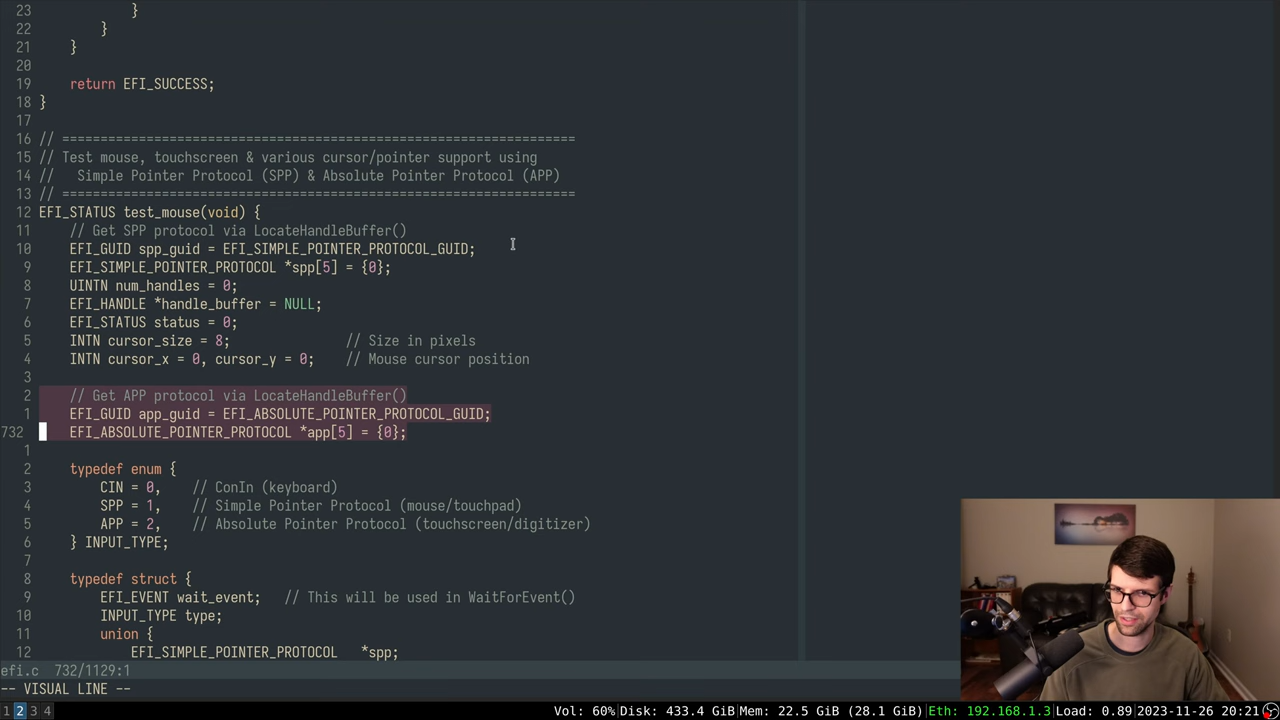 23             }
22         }
21     }
20
19     return EFI_SUCCESS;
18 }
17
16 // ===================================================================
15 // Test mouse, touchscreen & various cursor/pointer support using
14 //   Simple Pointer Protocol (SPP) & Absolute Pointer Protocol (APP)
13 // ===================================================================
12 EFI_STATUS test_mouse(void) {
11     // Get SPP protocol via LocateHandleBuffer()
10     EFI_GUID spp_guid = EFI_SIMPLE_POINTER_PROTOCOL_GUID;
9     EFI_SIMPLE_POINTER_PROTOCOL *spp[5] = {0};
8     UINTN num_handles = 0;
7     EFI_HANDLE *handle_buffer = NULL;
6     EFI_STATUS status = 0;
5     INTN cursor_size = 8;               // Size in pixels
4     INTN cursor_x = 0, cursor_y = 0;    // Mouse cursor position
3
2     // Get APP protocol via LocateHandleBuffer()
1     EFI_GUID app_guid = EFI_ABSOLUTE_POINTER_PROTOCOL_GUID;
732     EFI_ABSOLUTE_POINTER_PROTOCOL *app[5] = {0};
1
2     typedef enum {
3         CIN = 0,    // ConIn (keyboard)
4         SPP = 1,    // Simple Pointer Protocol (mouse/touchpad)
5         APP = 2,    // Absolute Pointer Protocol (touchscreen/digitizer)
6     } INPUT_TYPE;
7
8     typedef struct {
9         EFI_EVENT wait_event;   // This will be used in WaitForEvent()
10         INPUT_TYPE type;
11         union {
12             EFI_SIMPLE_POINTER_PROTOCOL   *spp;
efi.c  732/1129:1
-- VISUAL LINE --
1 2 3 4 Vol: 60% Disk: 433.4 GiB Mem: 22.5 GiB (28.1 GiB) Eth: 192.168.1.3 Load: 0.89 2023-11-26 20:21